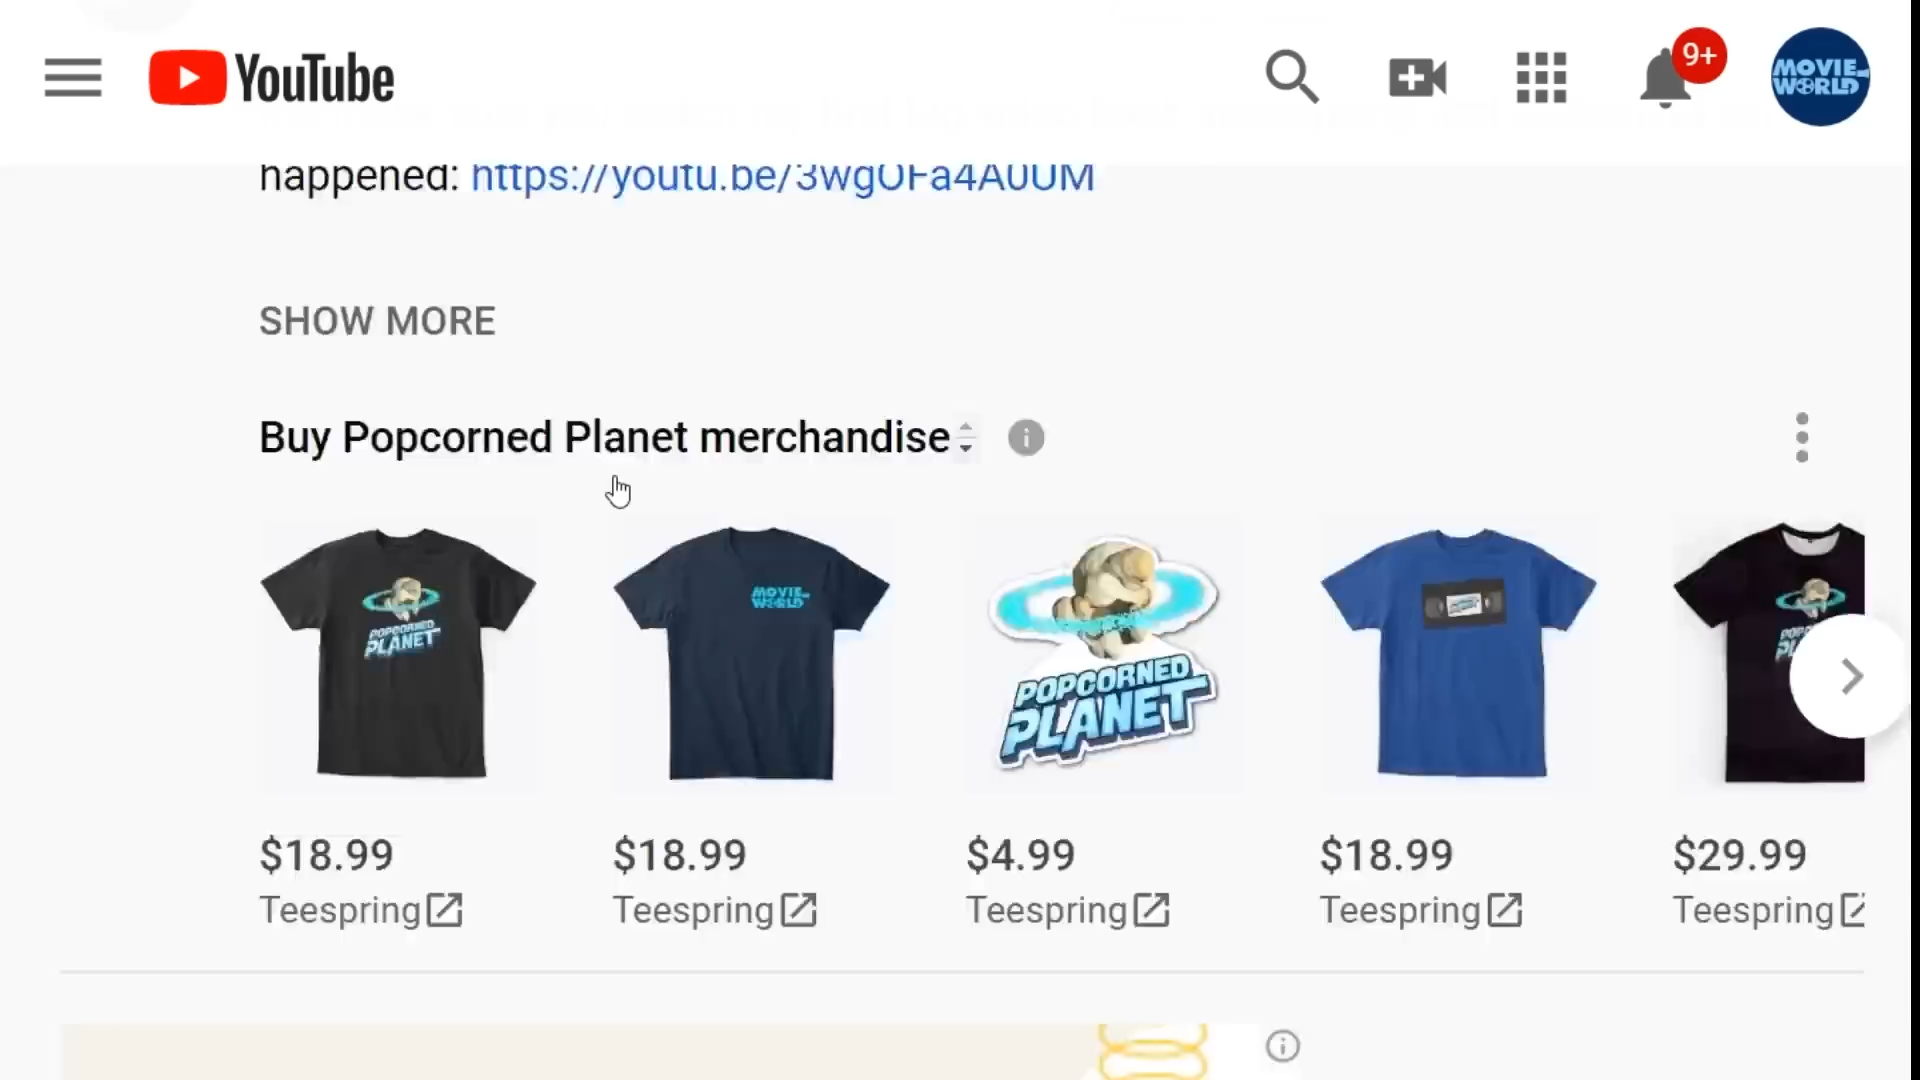 YouTube
9+
MOVIE
WORLD
happened: https://youtu.be/3wgOFa4A0UM
SHOW MORE
Buy Popcorned Planet merchandise
POPCORNED
PLANET
MOVIE
WORLD
POPCORNED
PLANET
$18.99
$18.99
$4.99
$18.99
$29.99
Teespring
Teespring
Teespring
Teespring
Teespring